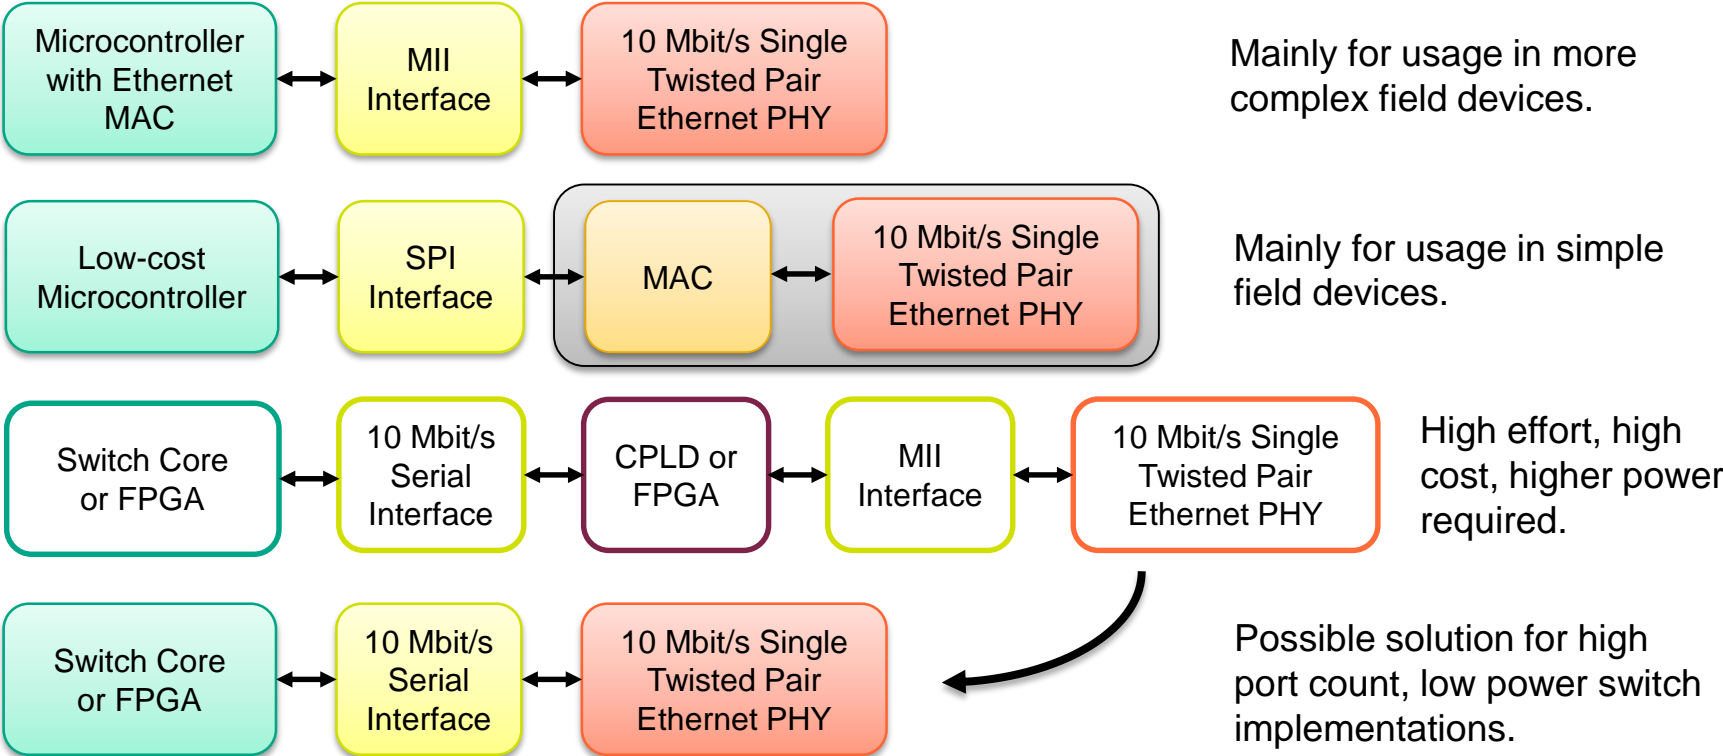 Microcontroller
with Ethernet
MAC
MII
Interface
10 Mbit/s Single
Twisted Pair
Ethernet PHY
Mainly for usage in more
complex field devices.
Low-cost
Microcontroller
SPI
Interface
MAC
10 Mbit/s Single
Twisted Pair
Ethernet PHY
Mainly for usage in simple
field devices.
Switch Core
or FPGA
10 Mbit/s
Serial
Interface
CPLD or
FPGA
MII
Interface
10 Mbit/s Single
Twisted Pair
Ethernet PHY
High effort, high
cost, higher power
required.
Switch Core
or FPGA
10 Mbit/s
Serial
Interface
10 Mbit/s Single
Twisted Pair
Ethernet PHY
Possible solution for high
port count, low power switch
implementations.